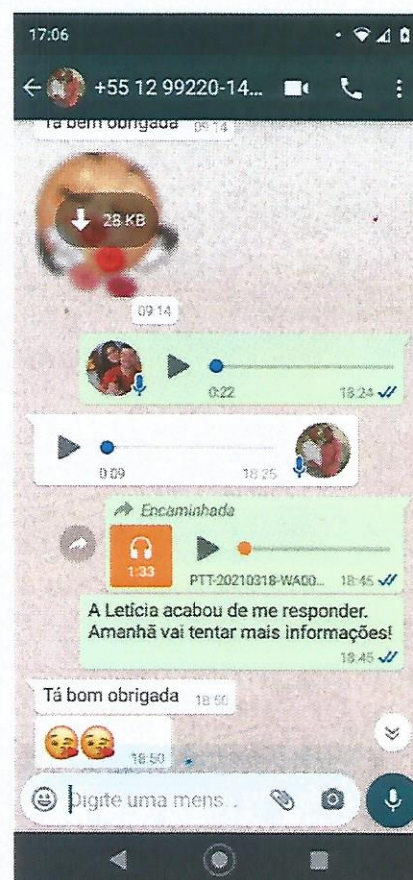 17:06
+55 12 99220-14...
Ta bem obrigada 09:14
28 KB
09:14
0:22 18:24
0:09 18:25
Encaminhada
1:33
PTT-20210318-WA00... 18:45
A Letícia acabou de me responder.
Amanhã vai tentar mais informações!
18:45
Tá bom obrigada 18:50
18:50
Digite uma mens...